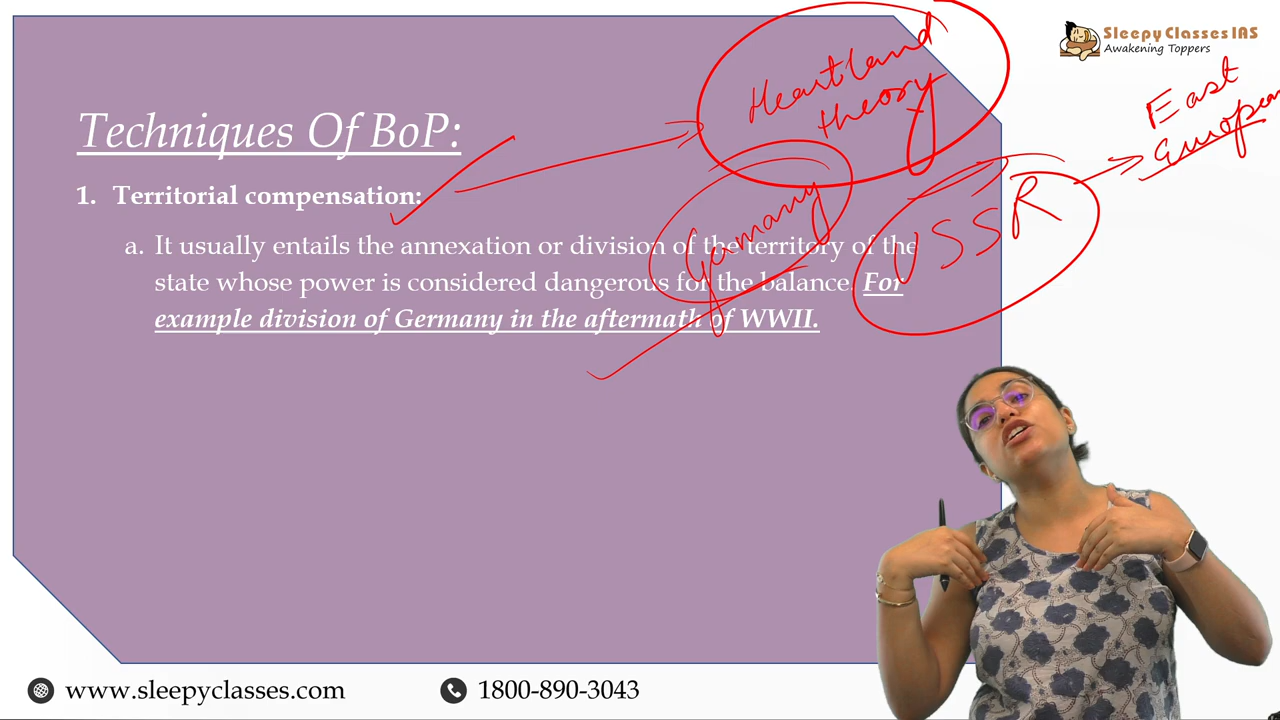 Sleepy Classes IAS
Awakening Toppers
Heartland
theory
East
European
Techniques Of BoP:
1. Territorial compensation:
Germany
USSR
a. It usually entails the annexation or division of the territory of the
state whose power is considered dangerous for the balance. For
example division of Germany in the aftermath of WWII.
www.sleepyclasses.com
1800-890-3043